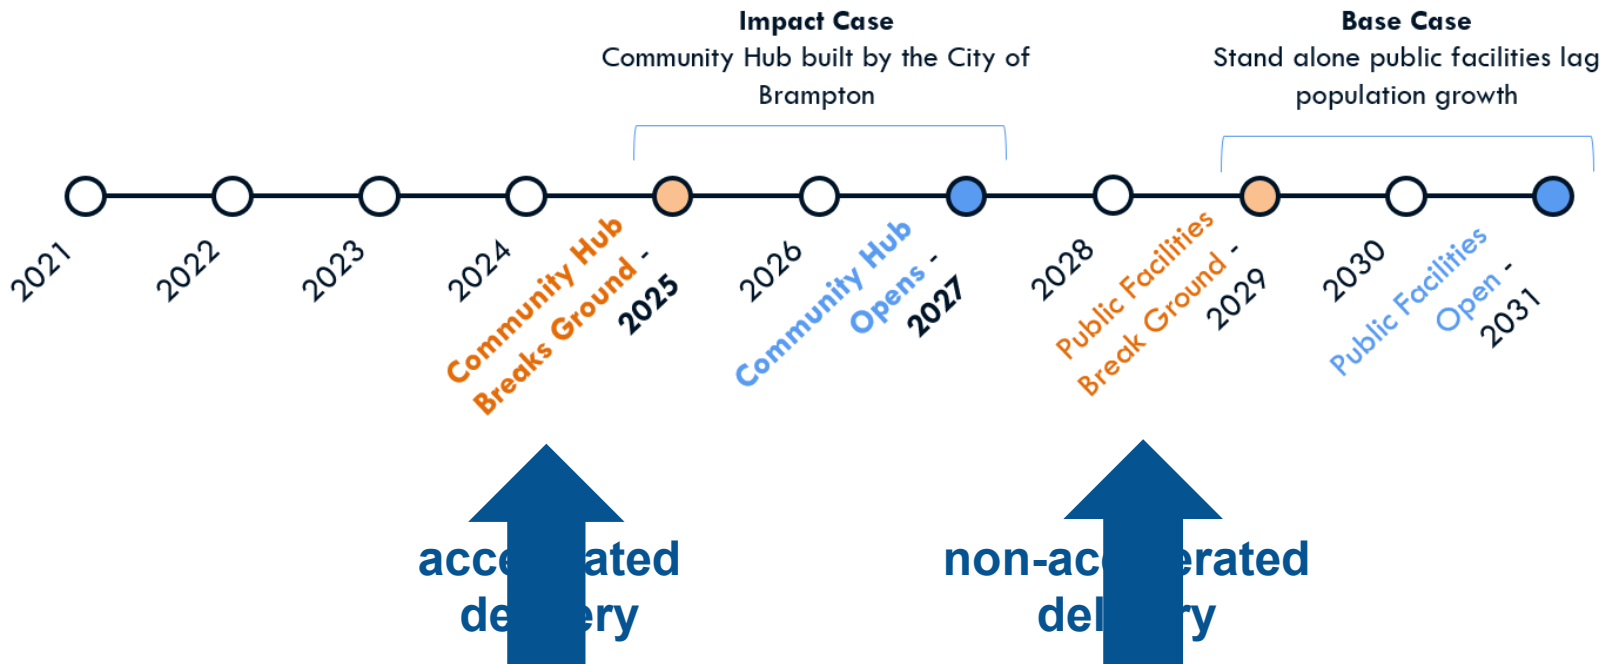 Impact Case
Community Hub built by the City of
Brampton
Base Case
Stand alone public facilities lag
population growth
2021
2022
2023
2024
Community Hub
Breaks Ground -
2025
2026
Community Hub
Opens -
2027
2028
Public Facilities
Break Ground -
2029
2030
Public Facilities
Open -
2031